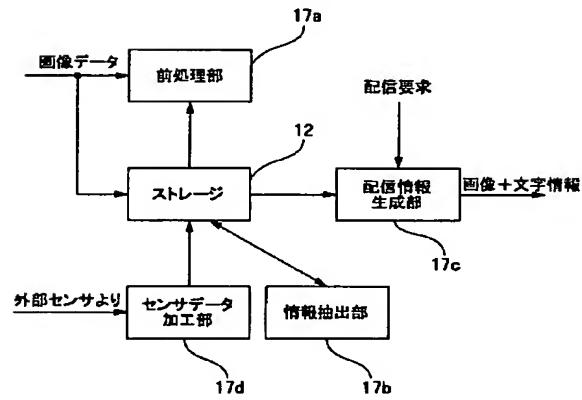 17a
画像データ
前処理部
配信要求
12
ストレージ
配信情報
生成部
画像＋文字情報
17c
外部センサより
センサデータ
加工部
情報抽出部
17d
17b